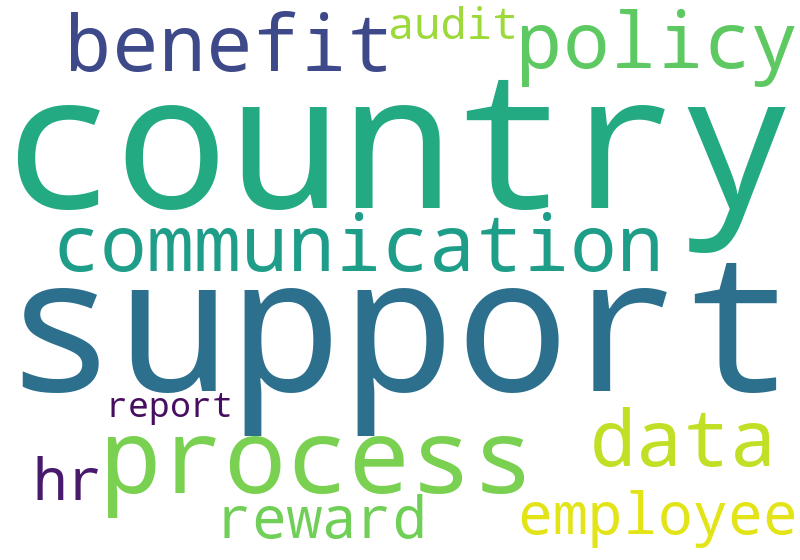 benefit audit policy
country
communication
support
report
hr process data
reward employee